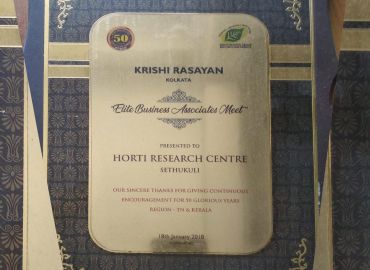 50
KRISHI RASAYAN
KOLKATA
Elite Business Associates Meet
PRESENTED TO
HORTI RESEARCH CENTRE
SETHUKULI
OUR SINCERE THANKS FOR GIVING CONTINUOUS
ENCOURAGEMENT FOR 50 GLORIOUS YEARS
REGION - TN & KERALA
18th January 2018